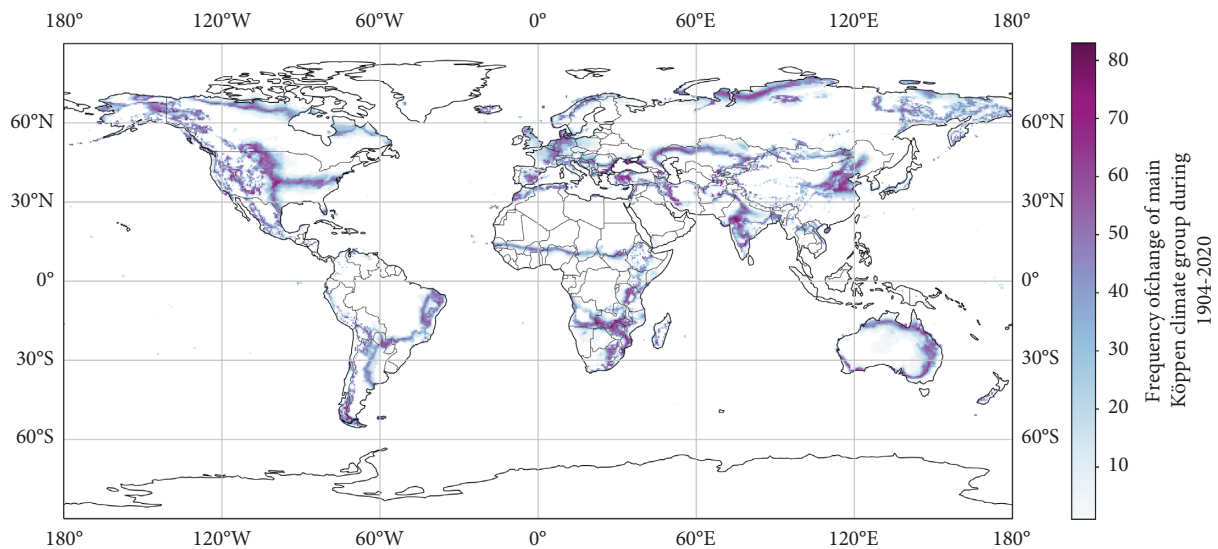 180° 120°W 60°W 0° 60°E 120°E 180°
60°N
30°N
0°
30°S
60°S
60°N
30°N
0°
30°S
60°S
180° 120°W 60°W 0° 60°E 120°E 180°
80
70
60
50
40
30
20
10
Frequency ofchange of main
Köppen climate group during
1904-2020